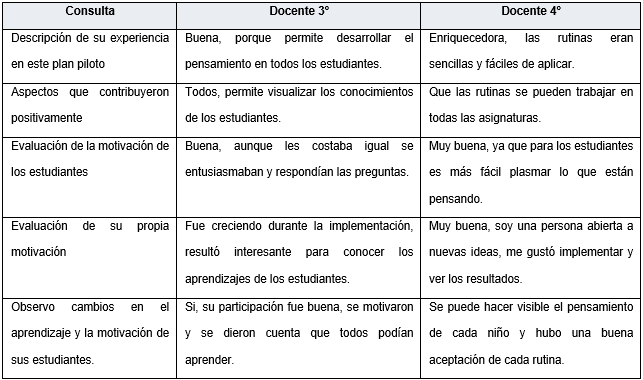 Consulta Docente 3° Docente 4°
Descripción de su experiencia en este plan piloto
Buena, porque permite desarrollar el pensamiento en todos los estudiantes.
Enriquecedora, las rutinas eran sencillas y fáciles de aplicar.
Aspectos que contribuyeron positivamente
Todos, permite visualizar los conocimientos de los estudiantes.
Que las rutinas se pueden trabajar en todas las asignaturas.
Evaluación de la motivación de los estudiantes
Buena, aunque les costaba igual se entusiasmaban y respondían las preguntas.
Muy buena, ya que para los estudiantes es más fácil plasmar lo que están pensando.
Evaluación de su propia motivación
Fue creciendo durante la implementación, resultó interesante para conocer los aprendizajes de los estudiantes.
Muy buena, soy una persona abierta a nuevas ideas, me gustó implementar y ver los resultados.
Observo cambios en el aprendizaje y la motivación de sus estudiantes.
Si, su participación fue buena, se motivaron y se dieron cuenta que todos podían aprender.
Se puede hacer visible el pensamiento de cada niño y hubo una buena aceptación de cada rutina.